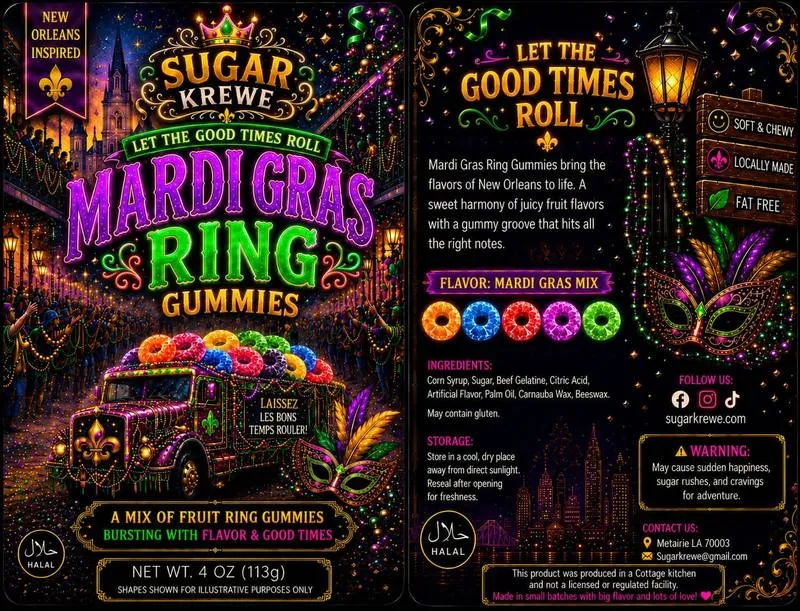 NEW
ORLEANS
INSPIRED
SUGAR
KREWE
LET THE GOOD TIMES ROLL
MARDI GRAS
RING
GUMMIES
LAISSEZ
LES BONS
TEMPS ROULER!
A MIX OF FRUIT RING GUMMIES
BURSTING WITH FLAVOR & GOOD TIMES
حلال
HALAL
NET WT. 4 OZ (113g)
SHAPES SHOWN FOR ILLUSTRATIVE PURPOSES ONLY
LET THE
GOOD TIMES
ROLL
SOFT & CHEWY
LOCALLY MADE
FAT FREE
Mardi Gras Ring Gummies bring the
flavors of New Orleans to life. A
sweet harmony of juicy fruit flavors
with a gummy groove that hits all
the right notes.
FLAVOR: MARDI GRAS MIX
INGREDIENTS:
Corn Syrup, Sugar, Beef Gelatine, Citric Acid,
Artificial Flavor, Palm Oil, Carnauba Wax, Beeswax.
May contain gluten.
FOLLOW US:
sugarkrewe.com
STORAGE:
Store in a cool, dry place
away from direct sunlight.
Reseal after opening
for freshness.
WARNING:
May cause sudden happiness,
sugar rushes, and cravings
for adventure.
حلال
HALAL
CONTACT US:
Metairie LA 70003
Sugarkrewe@gmail.com
This product was produced in a Cottage kitchen
and not a licensed or regulated facility.
Made in small batches with big flavor and lots of love!